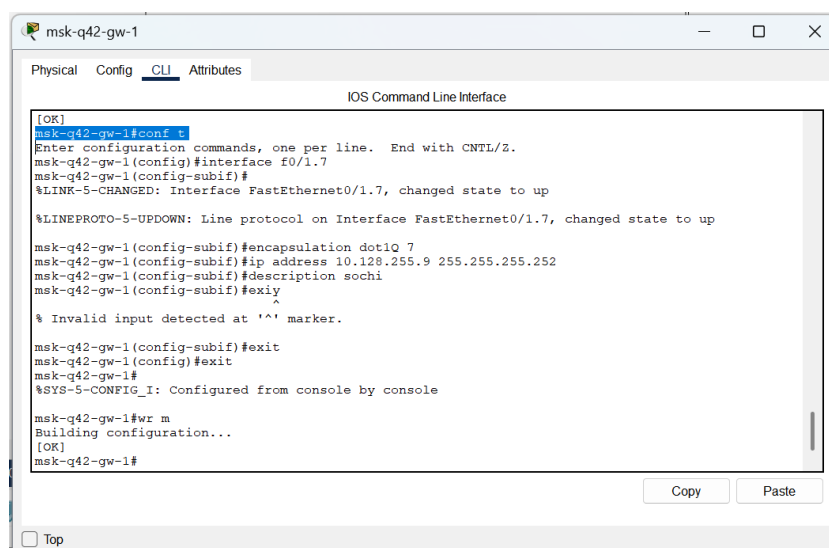 msk-q42-gw-1
Physical Config CLI Attributes
IOS Command Line Interface
[OK]
msk-q42-gw-1#conf t
Enter configuration commands, one per line. End with CNTL/Z.
msk-q42-gw-1(config)#interface f0/1.7
msk-q42-gw-1(config-subif)#
%LINK-5-CHANGED: Interface FastEthernet0/1.7, changed state to up
%LINEPROTO-5-UPDOWN: Line protocol on Interface FastEthernet0/1.7, changed state to up
msk-q42-gw-1(config-subif)#encapsulation dot1Q 7
msk-q42-gw-1(config-subif)#ip address 10.128.255.9 255.255.255.252
msk-q42-gw-1(config-subif)#description sochi
msk-q42-gw-1(config-subif)#exiy
^
% Invalid input detected at '^' marker.
msk-q42-gw-1(config-subif)#exit
msk-q42-gw-1(config)#exit
msk-q42-gw-1#
%SYS-5-CONFIG_I: Configured from console by console
msk-q42-gw-1#wr m
Building configuration...
[OK]
msk-q42-gw-1#
Copy Paste
Top